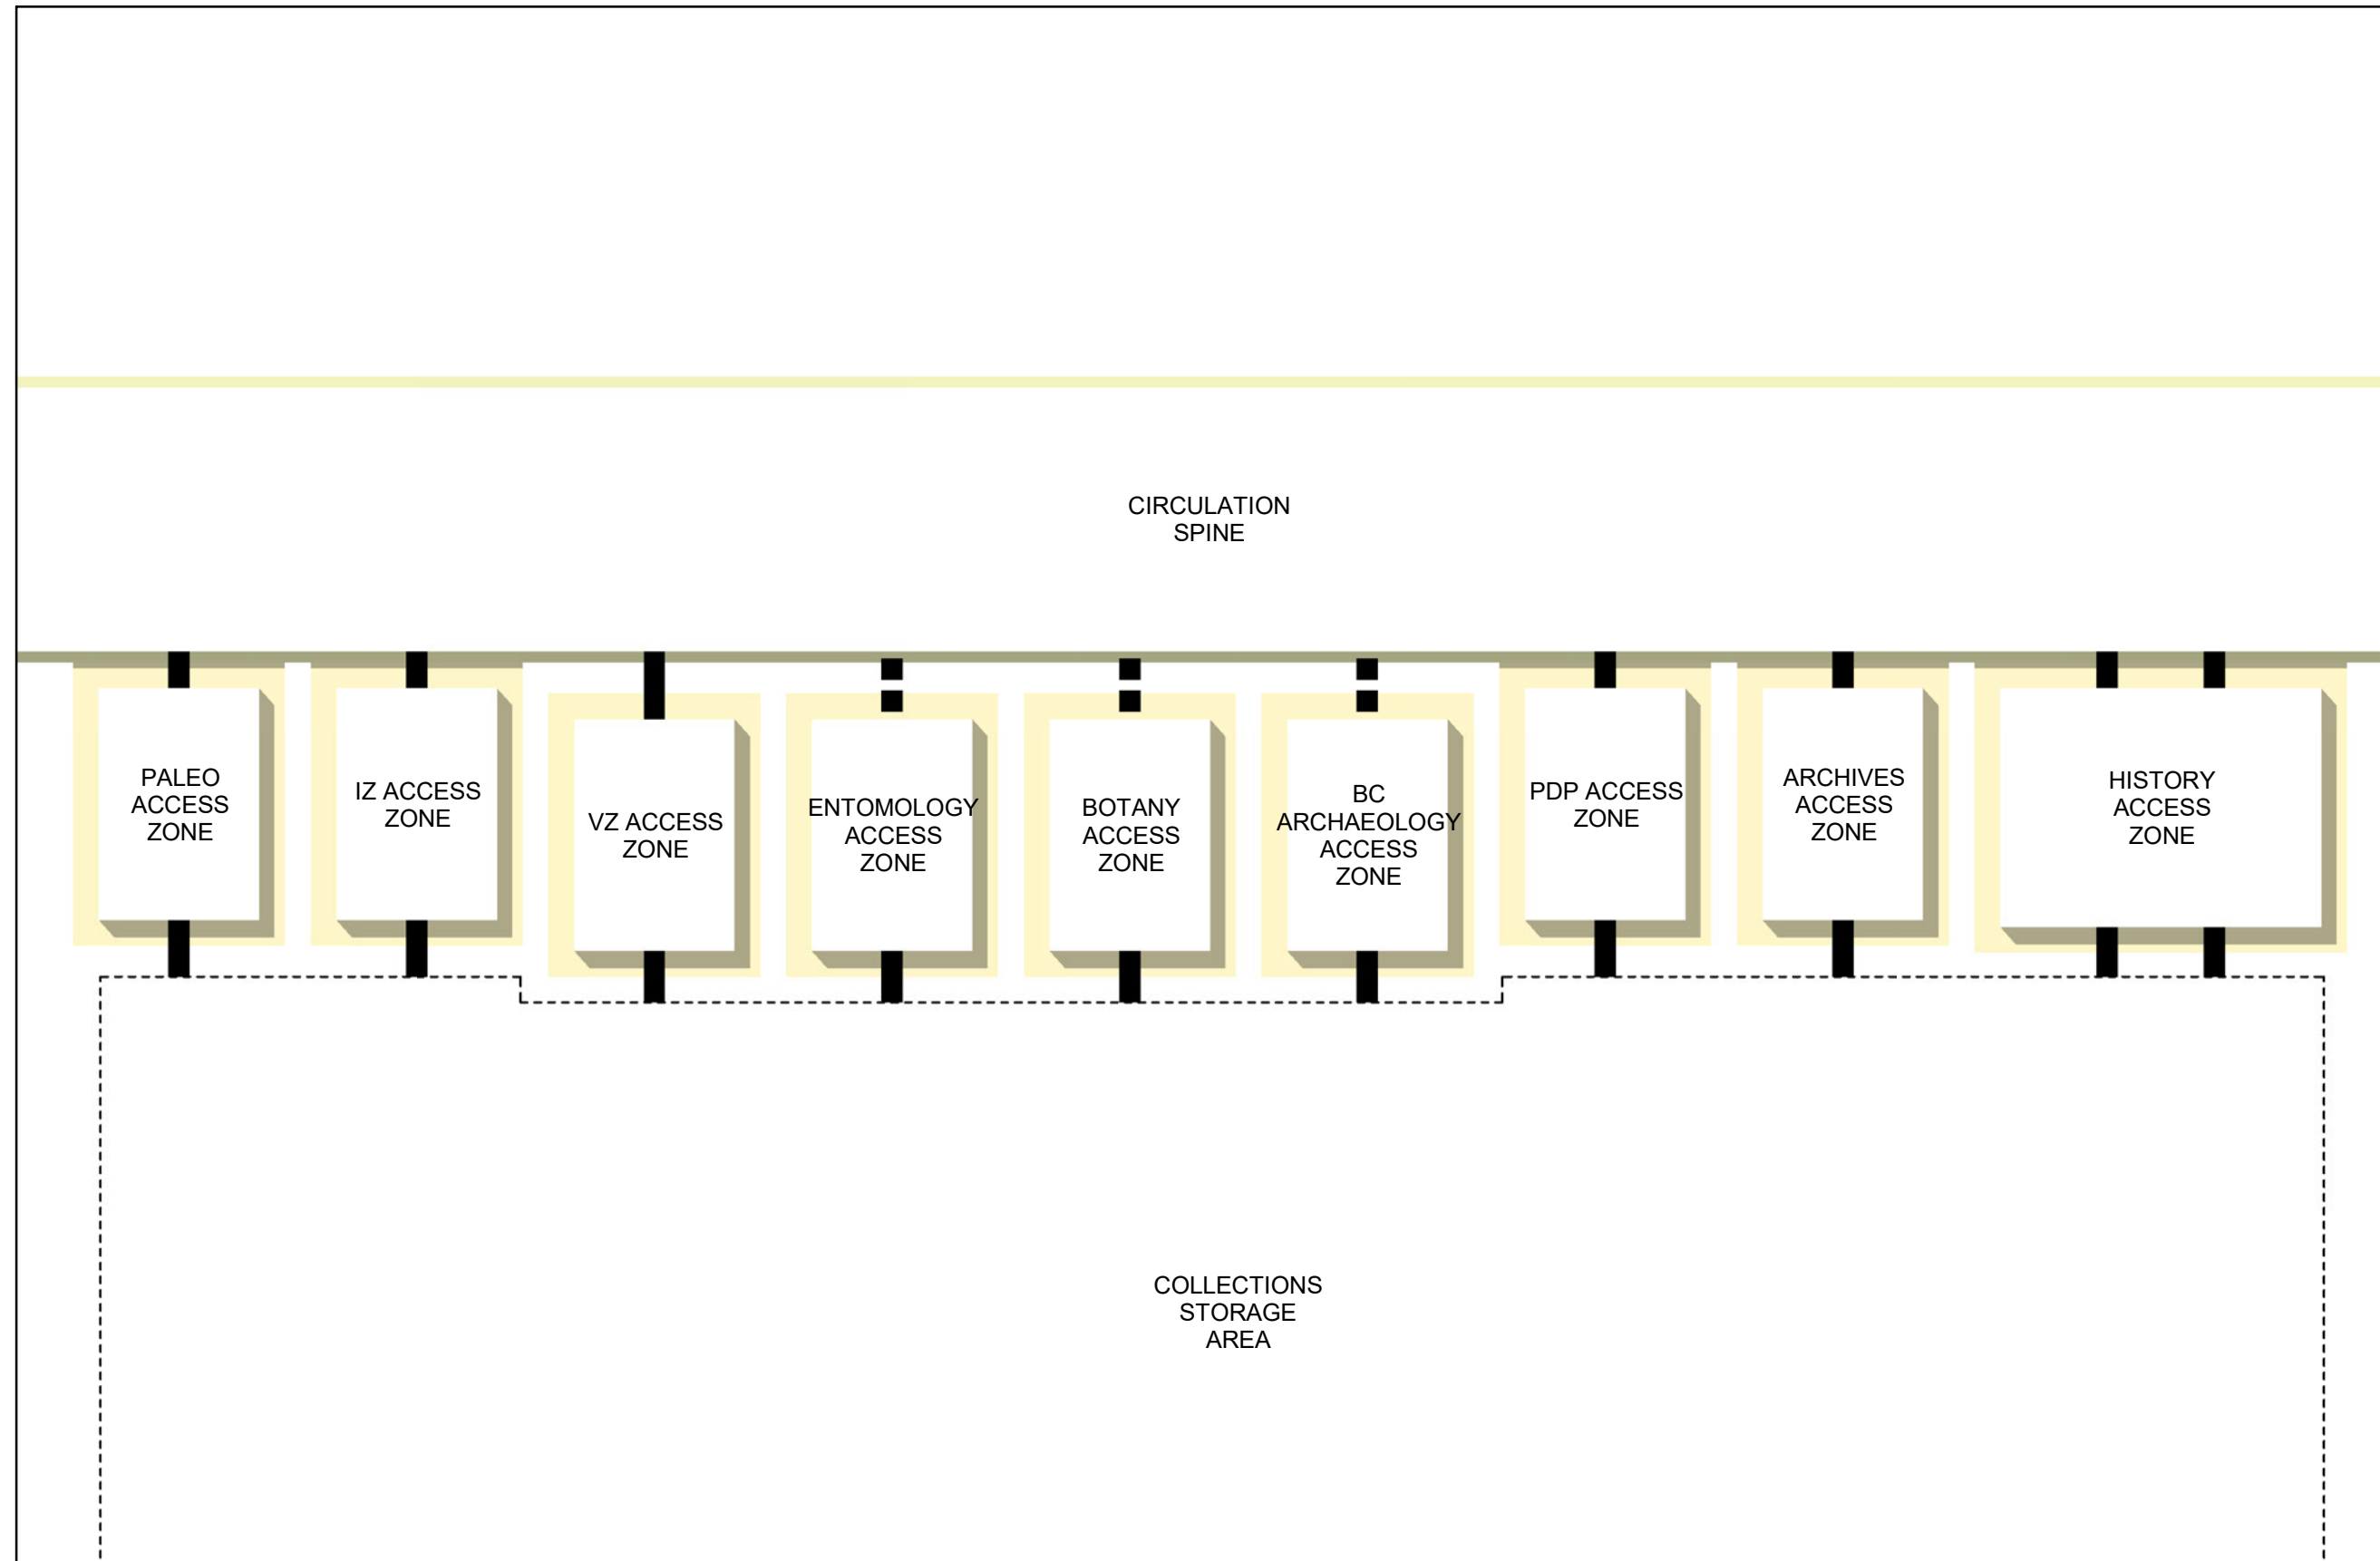 CIRCULATION
SPINE
PALEO
ACCESS
ZONE
IZ ACCESS
ZONE
VZ ACCESS
ZONE
ENTOMOLOGY
ACCESS
ZONE
BOTANY
ACCESS
ZONE
BC
ARCHAEOLOGY
ACCESS
ZONE
PDP ACCESS
ZONE
ARCHIVES
ACCESS
ZONE
HISTORY
ACCESS
ZONE
COLLECTIONS
STORAGE
AREA